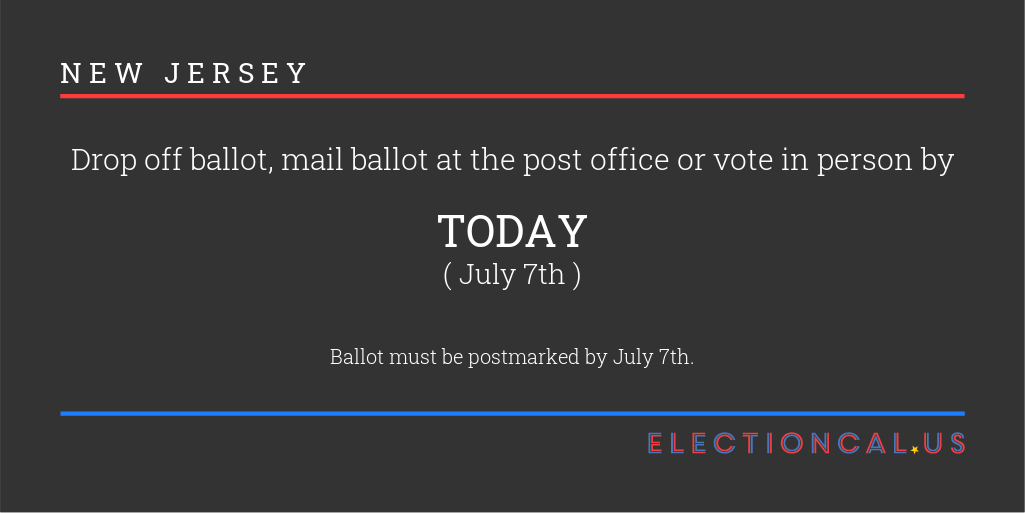 NEW JERSEY
Drop off ballot, mail ballot at the post office or vote in person by
TODAY
( July 7th )
Ballot must be postmarked by July 7th.
ELECTIONCAL.US